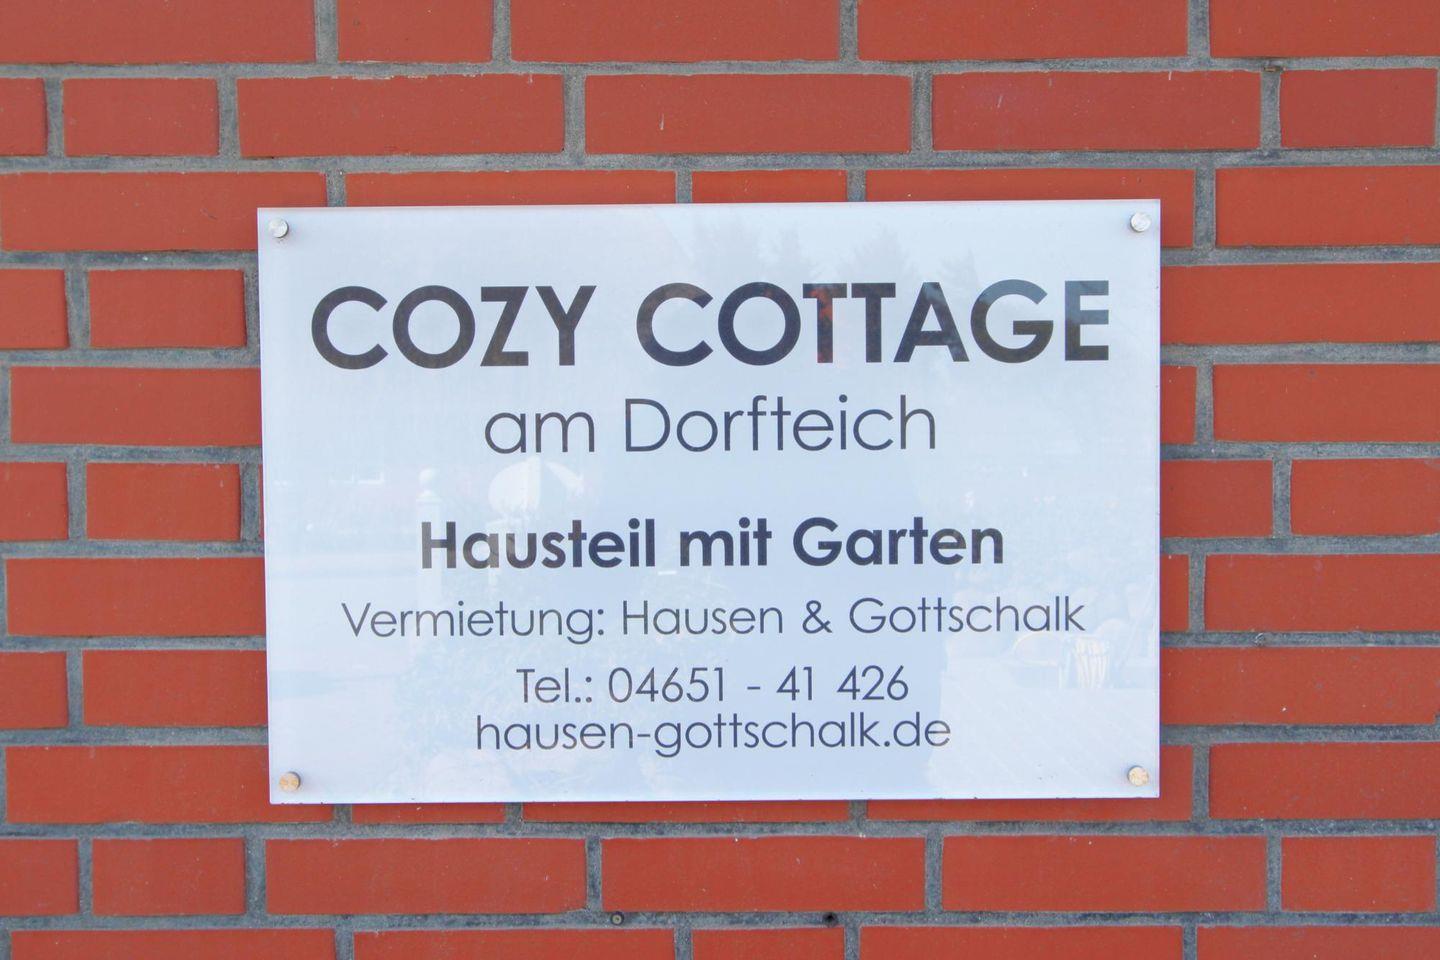 COZY COTTAGE
am Dorfteich
Hausteil mit Garten
Vermietung: Hausen & Gottschalk
Tel.: 04651 - 41 426
hausen-gottschalk.de